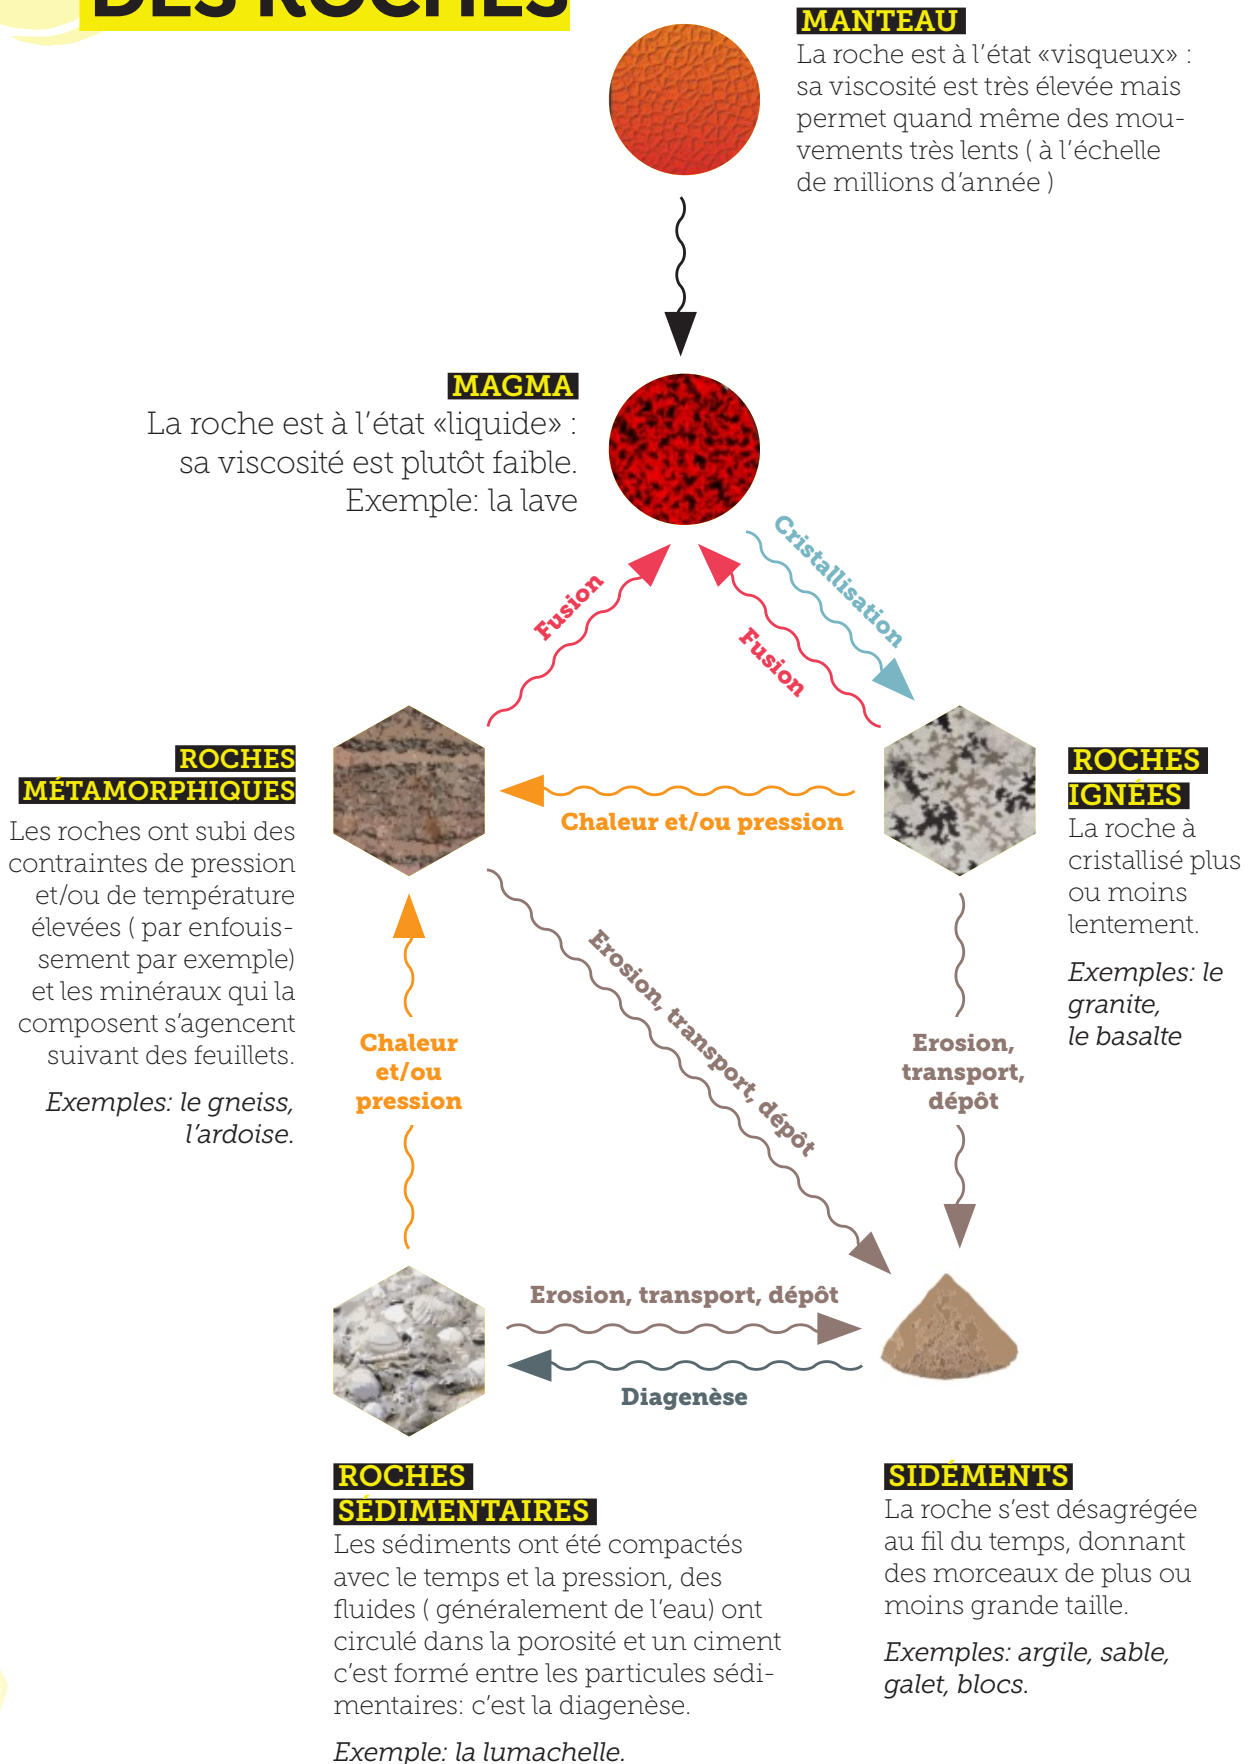 DES ROCHES
MANTEAU
La roche est à l’état «visqueux» :
sa viscosité est très élevée mais
permet quand même des mou-
vements très lents ( à l’échelle
de millions d’année )
MAGMA
La roche est à l’état «liquide» :
sa viscosité est plutôt faible.
Exemple: la lave
Cristallisation
Fusion
Fusion
ROCHES
MÉTAMORPHIQUES
Les roches ont subi des
contraintes de pression
et/ou de température
élevées ( par enfouis-
sement par exemple)
et les minéraux qui la
composent s’agencent
suivant des feuillets.
Exemples: le gneiss,
l’ardoise.
Chaleur et/ou pression
ROCHES
IGNÉES
La roche à
cristallisé plus
ou moins
lentement.
Exemples: le
granite,
le basalte
Chaleur
et/ou
pression
Erosion, transport, dépôt
Erosion,
transport,
dépôt
Erosion, transport, dépôt
Diagenèse
ROCHES
SÉDIMENTAIRES
Les sédiments ont été compactés
avec le temps et la pression, des
fluides ( généralement de l’eau) ont
circulé dans la porosité et un ciment
c’est formé entre les particules sédi-
mentaires: c’est la diagenèse.
Exemple: la lumachelle.
SIDÉMENTS
La roche s’est désagrégée
au fil du temps, donnant
des morceaux de plus ou
moins grande taille.
Exemples: argile, sable,
galet, blocs.